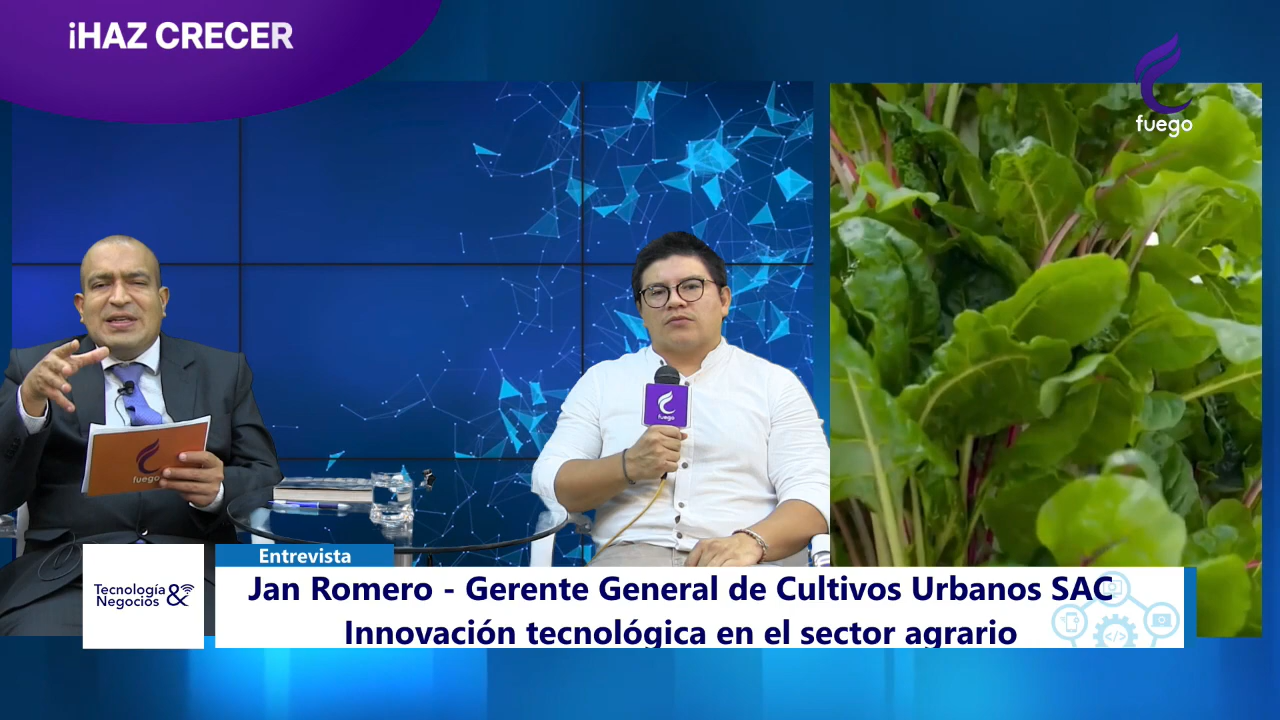 ¡HAZ CRECER
fuego
fuego
fuego
Entrevista
Tecnología &
Negocios
Jan Romero - Gerente General de Cultivos Urbanos SAC
Innovación tecnológica en el sector agrario